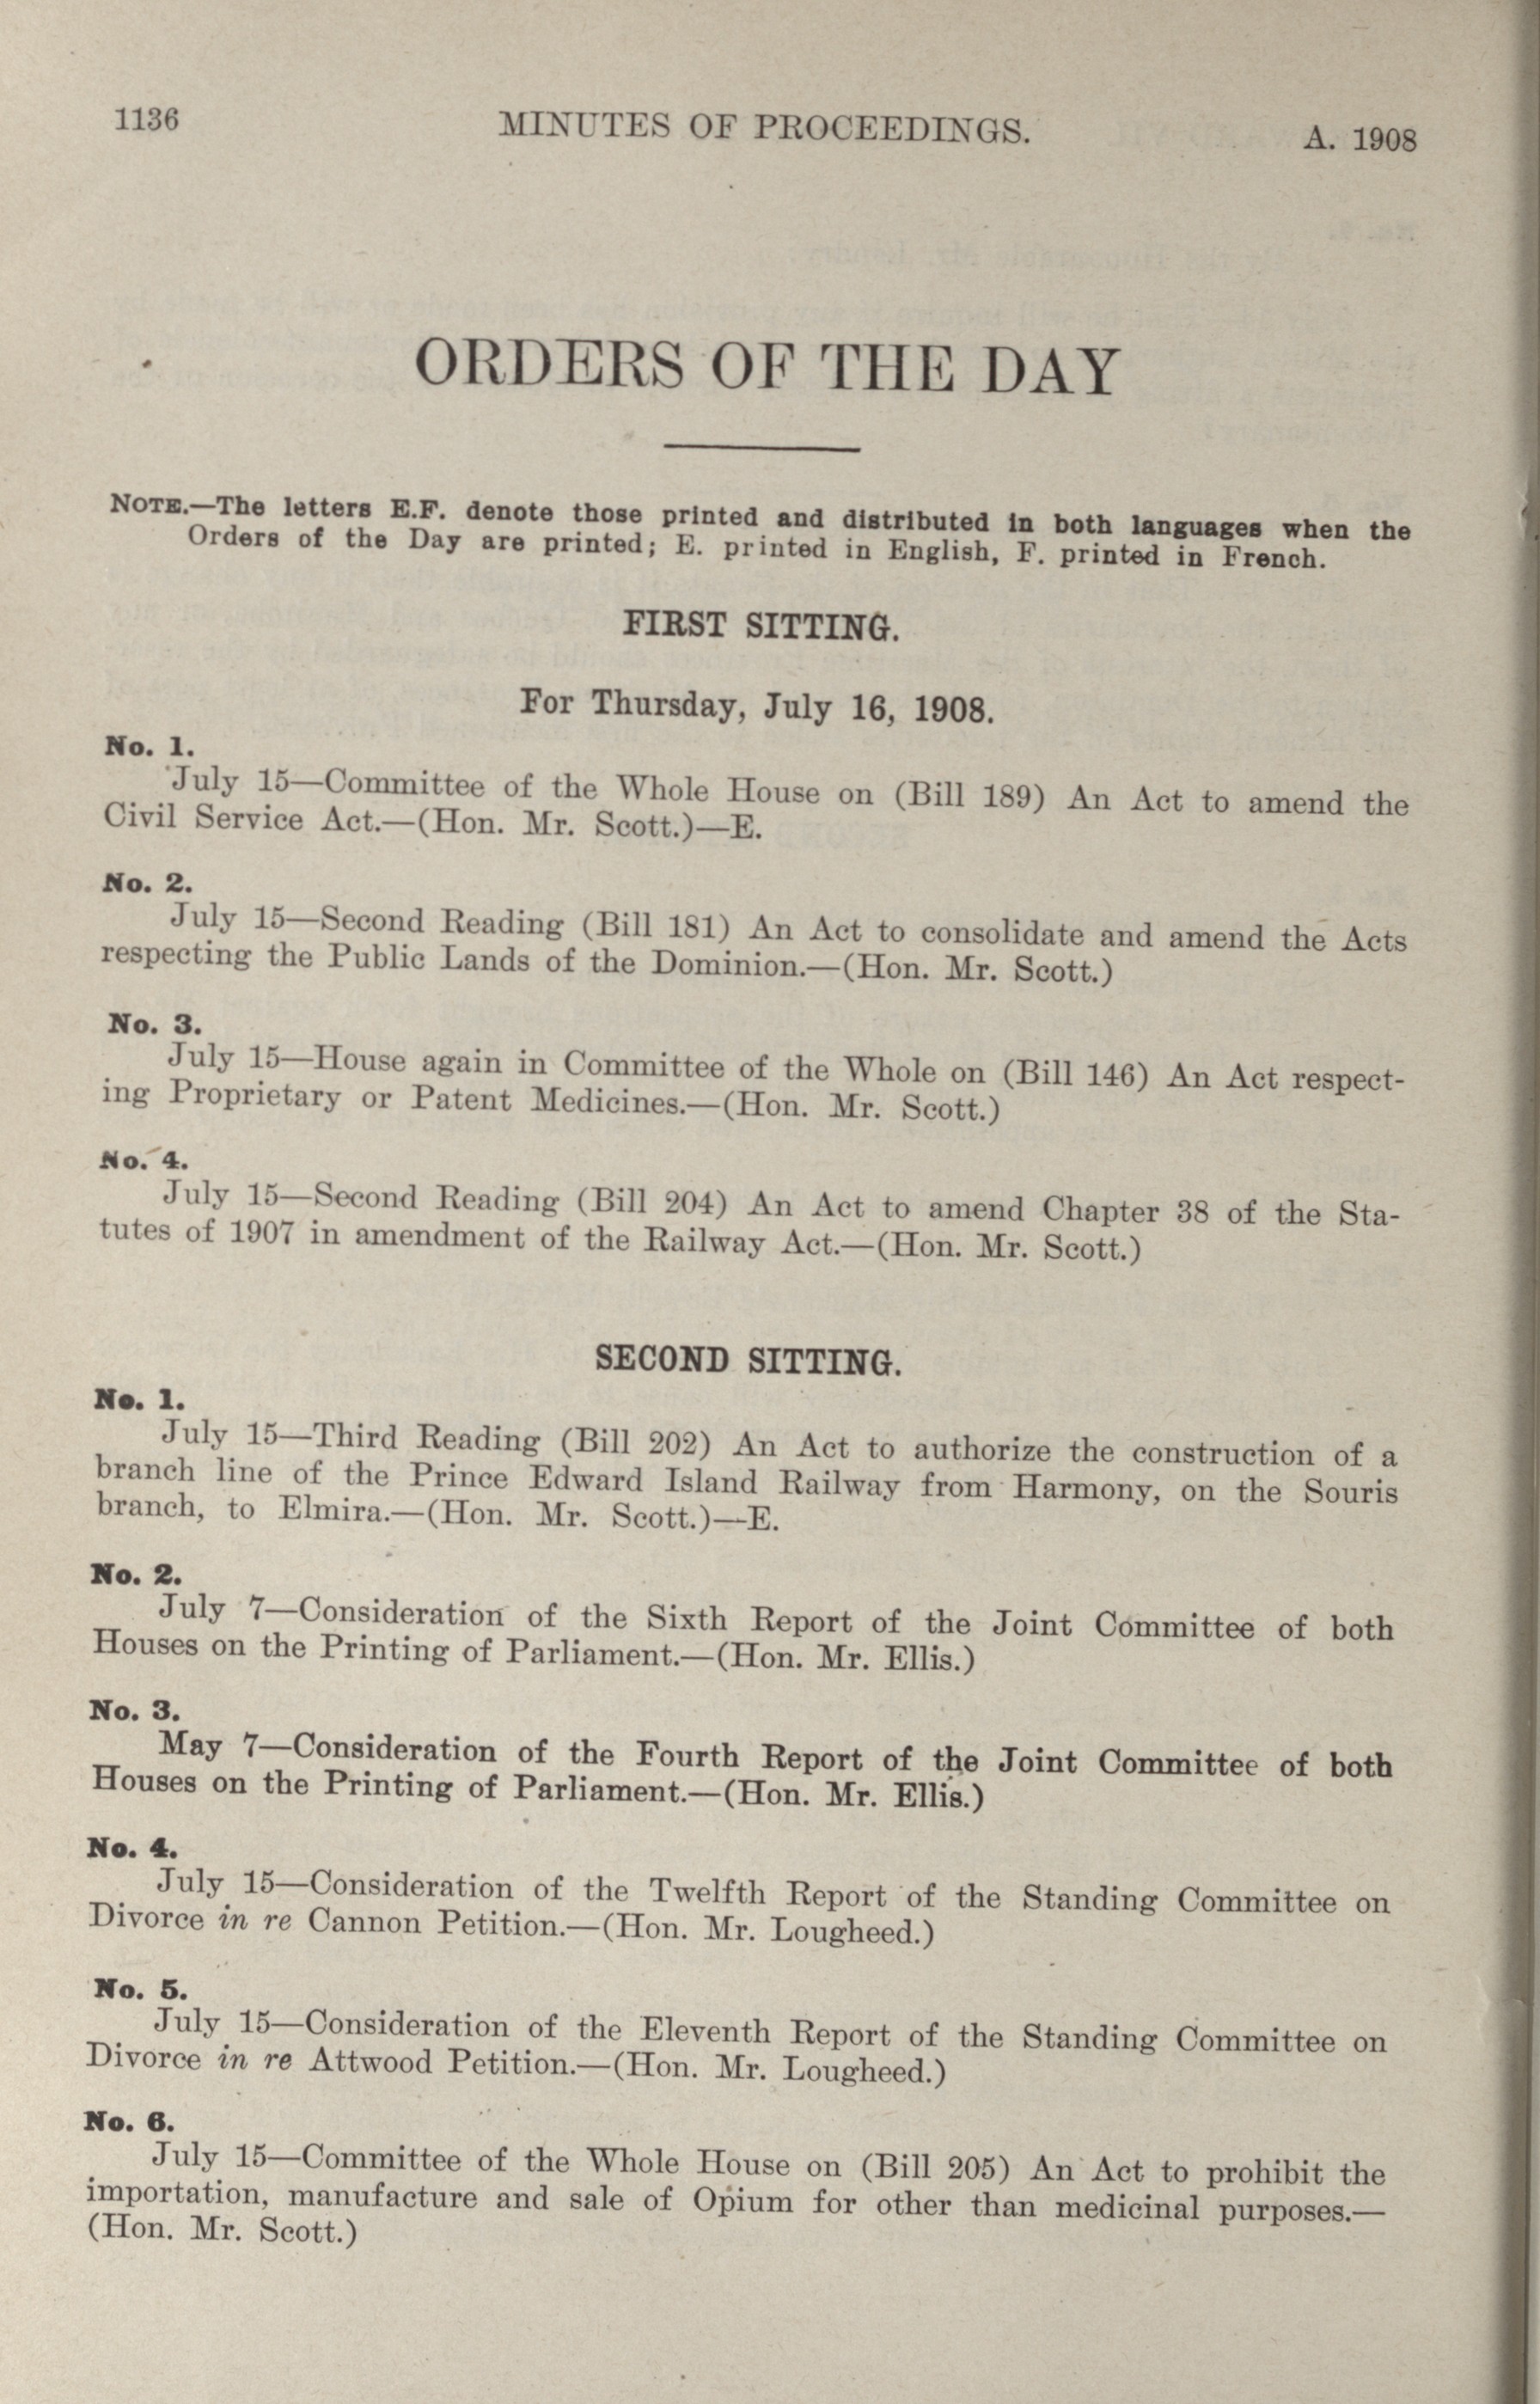 1136
MINUTES OF PROCEEDINGS.
A. 1908
ORDERS OF THE DAY
NOTE.—The letters E.F. denote those printed and distributed in both languages when the
Orders of the Day are printed; E. printed in English, F. printed in French.
FIRST SITTING.
For Thursday, July 16, 1908.
No. 1.
July 15—Committee of the Whole House on (Bill 189) An Act to amend the
Civil Service Act.—(Hon. Mr. Scott.)—E.
No. 2.
July 15—Second Reading (Bill 181) An Act to consolidate and amend the Acts
respecting the Public Lands of the Dominion.—(Hon. Mr. Scott.)
No. 3.
July 15—House again in Committee of the Whole on (Bill 146) An Act respect-
ing Proprietary or Patent Medicines.—(Hon. Mr. Scott.)
No. 4.
July 15—Second Reading (Bill 204) An Act to amend Chapter 38 of the Sta-
tutes of 1907 in amendment of the Railway Act.—(Hon. Mr. Scott.)
SECOND SITTING.
No. 1.
July 15—Third Reading (Bill 202) An Act to authorize the construction of a
branch line of the Prince Edward Island Railway from Harmony, on the Souris
branch, to Elmira.—(Hon. Mr. Scott.)—E.
No. 2.
July 7—Consideration of the Sixth Report of the Joint Committee of both
Houses on the Printing of Parliament.—(Hon. Mr. Ellis.)
No. 3.
May 7—Consideration of the Fourth Report of the Joint Committee of both
Houses on the Printing of Parliament.—(Hon. Mr. Ellis.)
No. 4.
July 15—Consideration of the Twelfth Report of the Standing Committee on
Divorce in re Cannon Petition.—(Hon. Mr. Lougheed.)
No. 5.
July 15—Consideration of the Eleventh Report of the Standing Committee on
Divorce in re Attwood Petition.—(Hon. Mr. Lougheed.)
No. 6.
July 15—Committee of the Whole House on (Bill 205) An Act to prohibit the
importation, manufacture and sale of Opium for other than medicinal purposes.—
(Hon. Mr. Scott.)